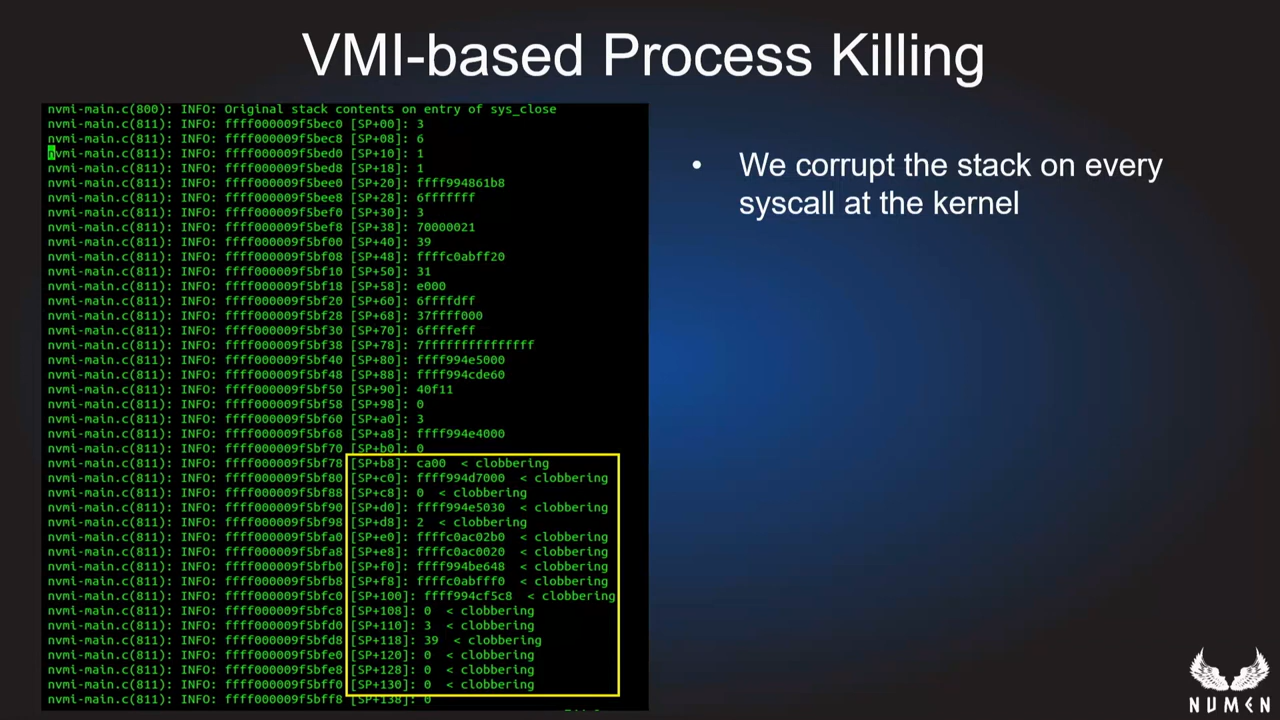 VMI-based Process Killing
nvmi-main.c(800): INFO: Original stack contents on entry of sys_close
nvmi-main.c(811): INFO: ffff000009f5bec0 [SP+00]: 3
nvmi-main.c(811): INFO: ffff000009f5bec8 [SP+08]: 6
nvmi-main.c(811): INFO: ffff000009f5bed0 [SP+10]: 1
nvmi-main.c(811): INFO: ffff000009f5bed8 [SP+18]: 1
nvmi-main.c(811): INFO: ffff000009f5bee0 [SP+20]: ffff994861b8
nvmi-main.c(811): INFO: ffff000009f5bee8 [SP+28]: 6fffffff
nvmi-main.c(811): INFO: ffff000009f5bef0 [SP+30]: 3
nvmi-main.c(811): INFO: ffff000009f5bef8 [SP+38]: 70000021
nvmi-main.c(811): INFO: ffff000009f5bf00 [SP+40]: 39
nvmi-main.c(811): INFO: ffff000009f5bf08 [SP+48]: ffffc0abff20
nvmi-main.c(811): INFO: ffff000009f5bf10 [SP+50]: 31
nvmi-main.c(811): INFO: ffff000009f5bf18 [SP+58]: e000
nvmi-main.c(811): INFO: ffff000009f5bf20 [SP+60]: 6ffffdff
nvmi-main.c(811): INFO: ffff000009f5bf28 [SP+68]: 37ffff000
nvmi-main.c(811): INFO: ffff000009f5bf30 [SP+70]: 6ffffeff
nvmi-main.c(811): INFO: ffff000009f5bf38 [SP+78]: 7fffffffffffffff
nvmi-main.c(811): INFO: ffff000009f5bf40 [SP+80]: ffff994e5000
nvmi-main.c(811): INFO: ffff000009f5bf48 [SP+88]: ffff994cde60
nvmi-main.c(811): INFO: ffff000009f5bf50 [SP+90]: 40f11
nvmi-main.c(811): INFO: ffff000009f5bf58 [SP+98]: 0
nvmi-main.c(811): INFO: ffff000009f5bf60 [SP+a0]: 3
nvmi-main.c(811): INFO: ffff000009f5bf68 [SP+a8]: ffff994e4000
nvmi-main.c(811): INFO: ffff000009f5bf70 [SP+b0]: 0
nvmi-main.c(811): INFO: ffff000009f5bf78 [SP+b8]: ca00 < clobbering
nvmi-main.c(811): INFO: ffff000009f5bf80 [SP+c0]: ffff994d7000 < clobbering
nvmi-main.c(811): INFO: ffff000009f5bf88 [SP+c8]: 0 < clobbering
nvmi-main.c(811): INFO: ffff000009f5bf90 [SP+d0]: ffff994e5030 < clobbering
nvmi-main.c(811): INFO: ffff000009f5bf98 [SP+d8]: 2 < clobbering
nvmi-main.c(811): INFO: ffff000009f5bfa0 [SP+e0]: ffffc0ac02b0 < clobbering
nvmi-main.c(811): INFO: ffff000009f5bfa8 [SP+e8]: ffffc0ac0020 < clobbering
nvmi-main.c(811): INFO: ffff000009f5bfb0 [SP+f0]: ffff994be648 < clobbering
nvmi-main.c(811): INFO: ffff000009f5bfb8 [SP+f8]: ffffc0abfff0 < clobbering
nvmi-main.c(811): INFO: ffff000009f5bfc0 [SP+100]: ffff994cf5c8 < clobbering
nvmi-main.c(811): INFO: ffff000009f5bfc8 [SP+108]: 0 < clobbering
nvmi-main.c(811): INFO: ffff000009f5bfd0 [SP+110]: 3 < clobbering
nvmi-main.c(811): INFO: ffff000009f5bfd8 [SP+118]: 39 < clobbering
nvmi-main.c(811): INFO: ffff000009f5bfe0 [SP+120]: 0 < clobbering
nvmi-main.c(811): INFO: ffff000009f5bfe8 [SP+128]: 0 < clobbering
nvmi-main.c(811): INFO: ffff000009f5bff0 [SP+130]: 0 < clobbering
nvmi-main.c(811): INFO: ffff000009f5bff8 [SP+138]: 0
• We corrupt the stack on every
syscall at the kernel
NUMEN